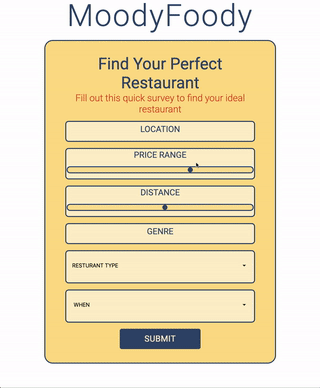 MoodyFoody
Find Your Perfect
Restaurant
Fill out this quick survey to find your ideal
restaurant
LOCATION
PRICE RANGE
DISTANCE
GENRE
RESTURANT TYPE
WHEN
SUBMIT